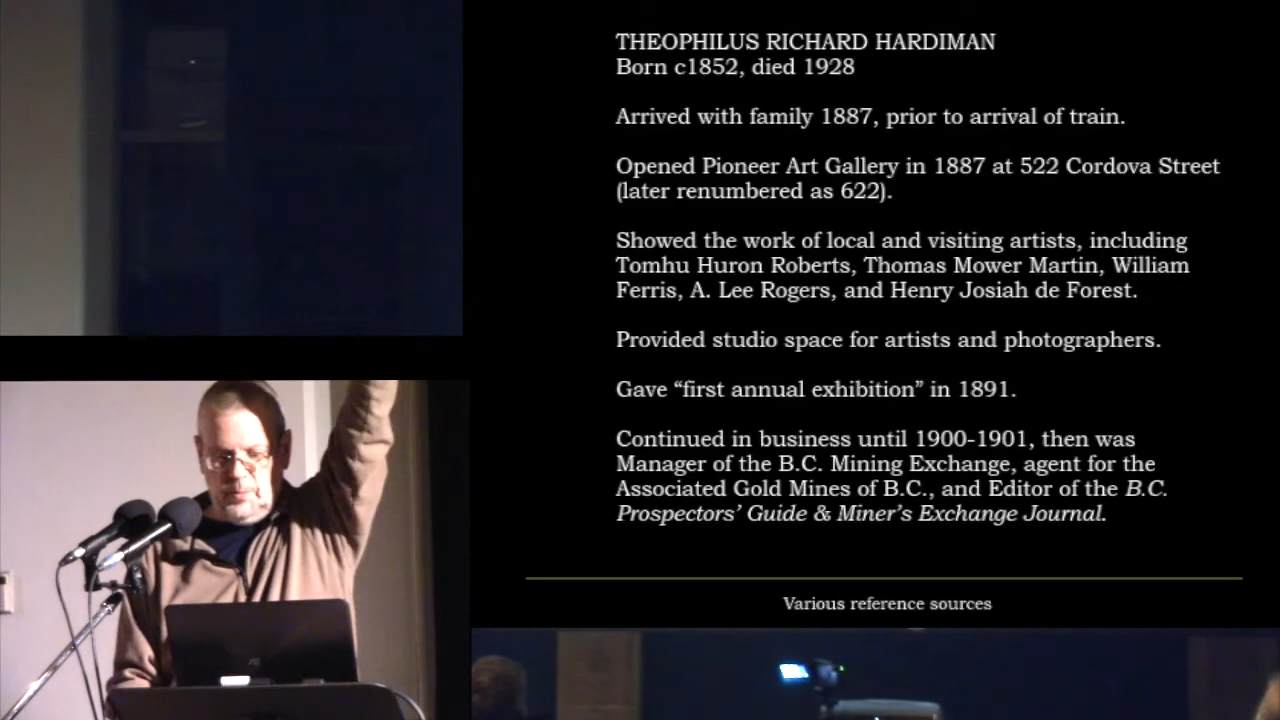 THEOPHILUS RICHARD HARDIMAN
Born c1852, died 1928
Arrived with family 1887, prior to arrival of train.
Opened Pioneer Art Gallery in 1887 at 522 Cordova Street
(later renumbered as 622).
Showed the work of local and visiting artists, including
Tomhu Huron Roberts, Thomas Mower Martin, William
Ferris, A. Lee Rogers, and Henry Josiah de Forest.
Provided studio space for artists and photographers.
Gave “first annual exhibition” in 1891.
Continued in business until 1900-1901, then was
Manager of the B.C. Mining Exchange, agent for the
Associated Gold Mines of B.C., and Editor of the B.C.
Prospectors’ Guide & Miner’s Exchange Journal.
Various reference sources